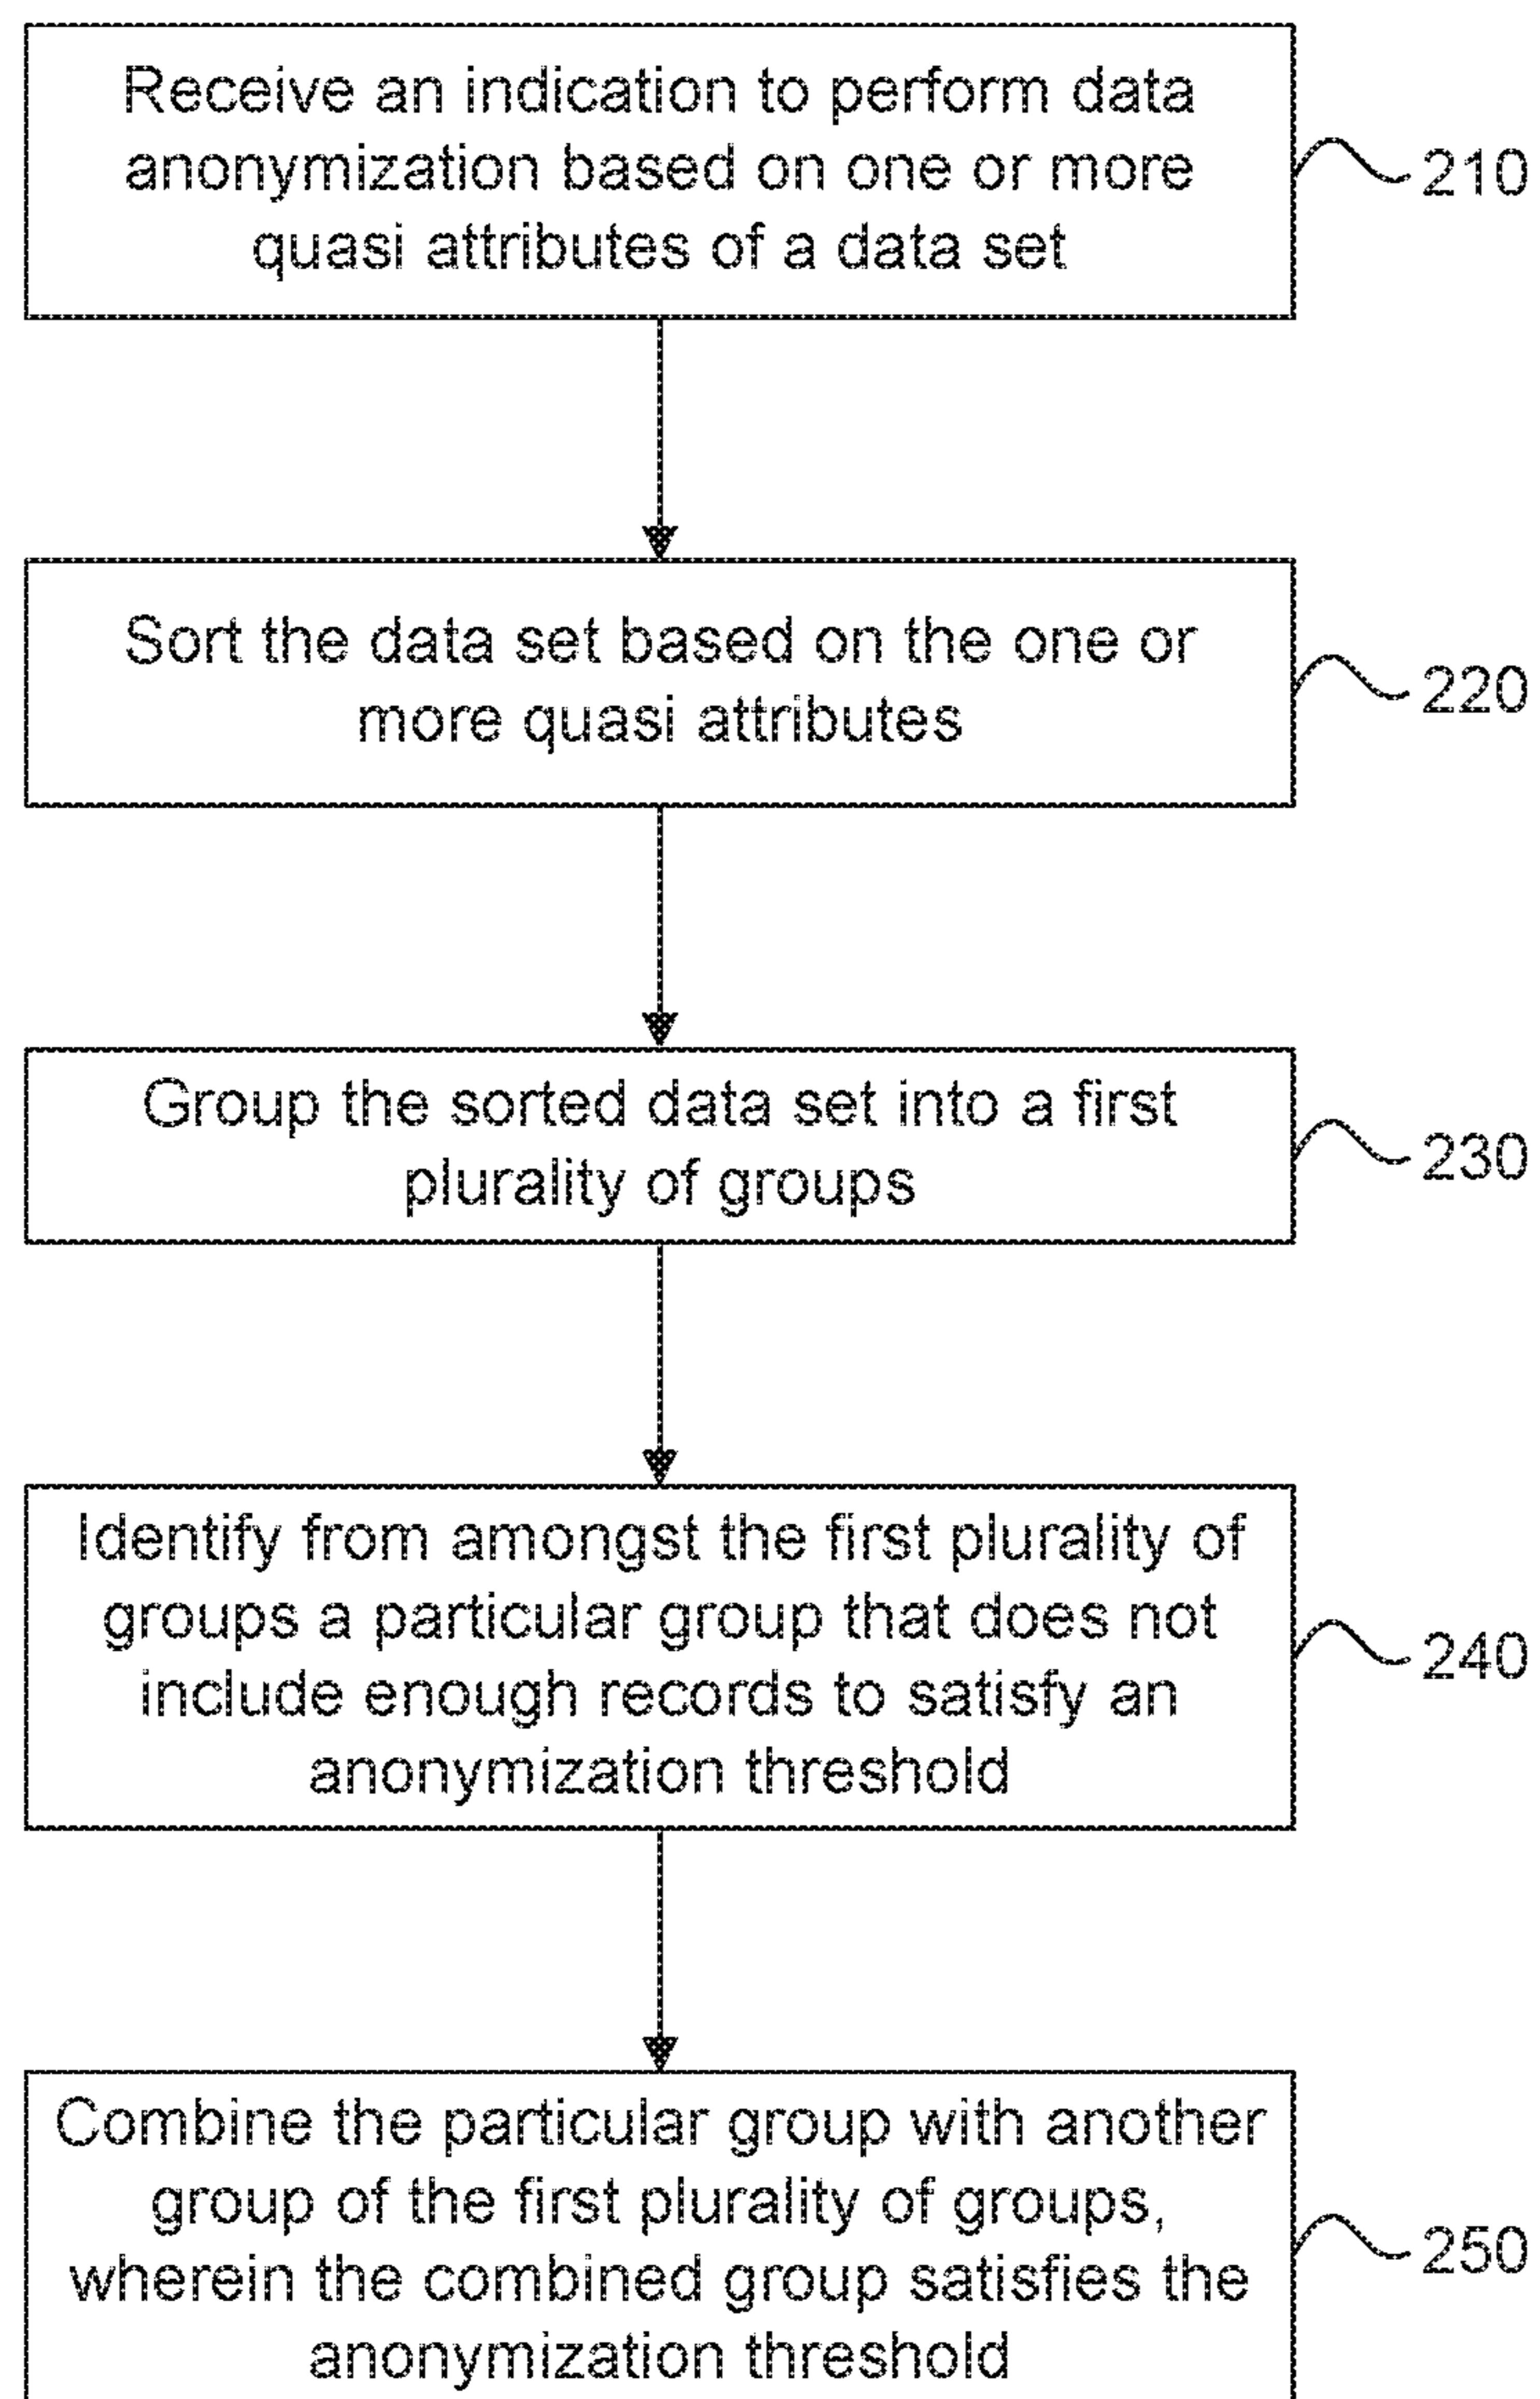 Receive an indication to perform data
anonymization based on one or more
quasi attributes of a data set
210
Sort the data set based on the one or
more quasi attributes
220
Group the sorted data set into a first
plurality of groups
230
Identify from amongst the first plurality of
groups a particular group that does not
include enough records to satisfy an
anonymization threshold
240
Combine the particular group with another
group of the first plurality of groups,
wherein the combined group satisfies the
anonymization threshold
250